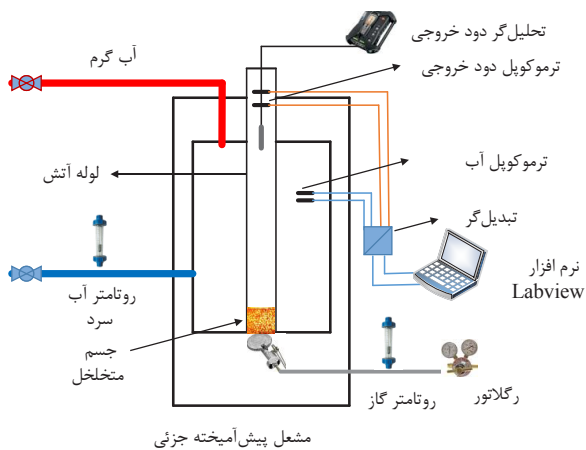 تحلیل‌گر دود خروجی
آب گرم
ترموکوپل دود خروجی
لوله آتش
ترموکوپل آب
تبدیل‌گر
نرم افزار
Labview
روتامتر آب
سرد
جسم
متخلخل
روتامتر گاز
رگلاتور
مشعل پیش‌آمیخته جزئی